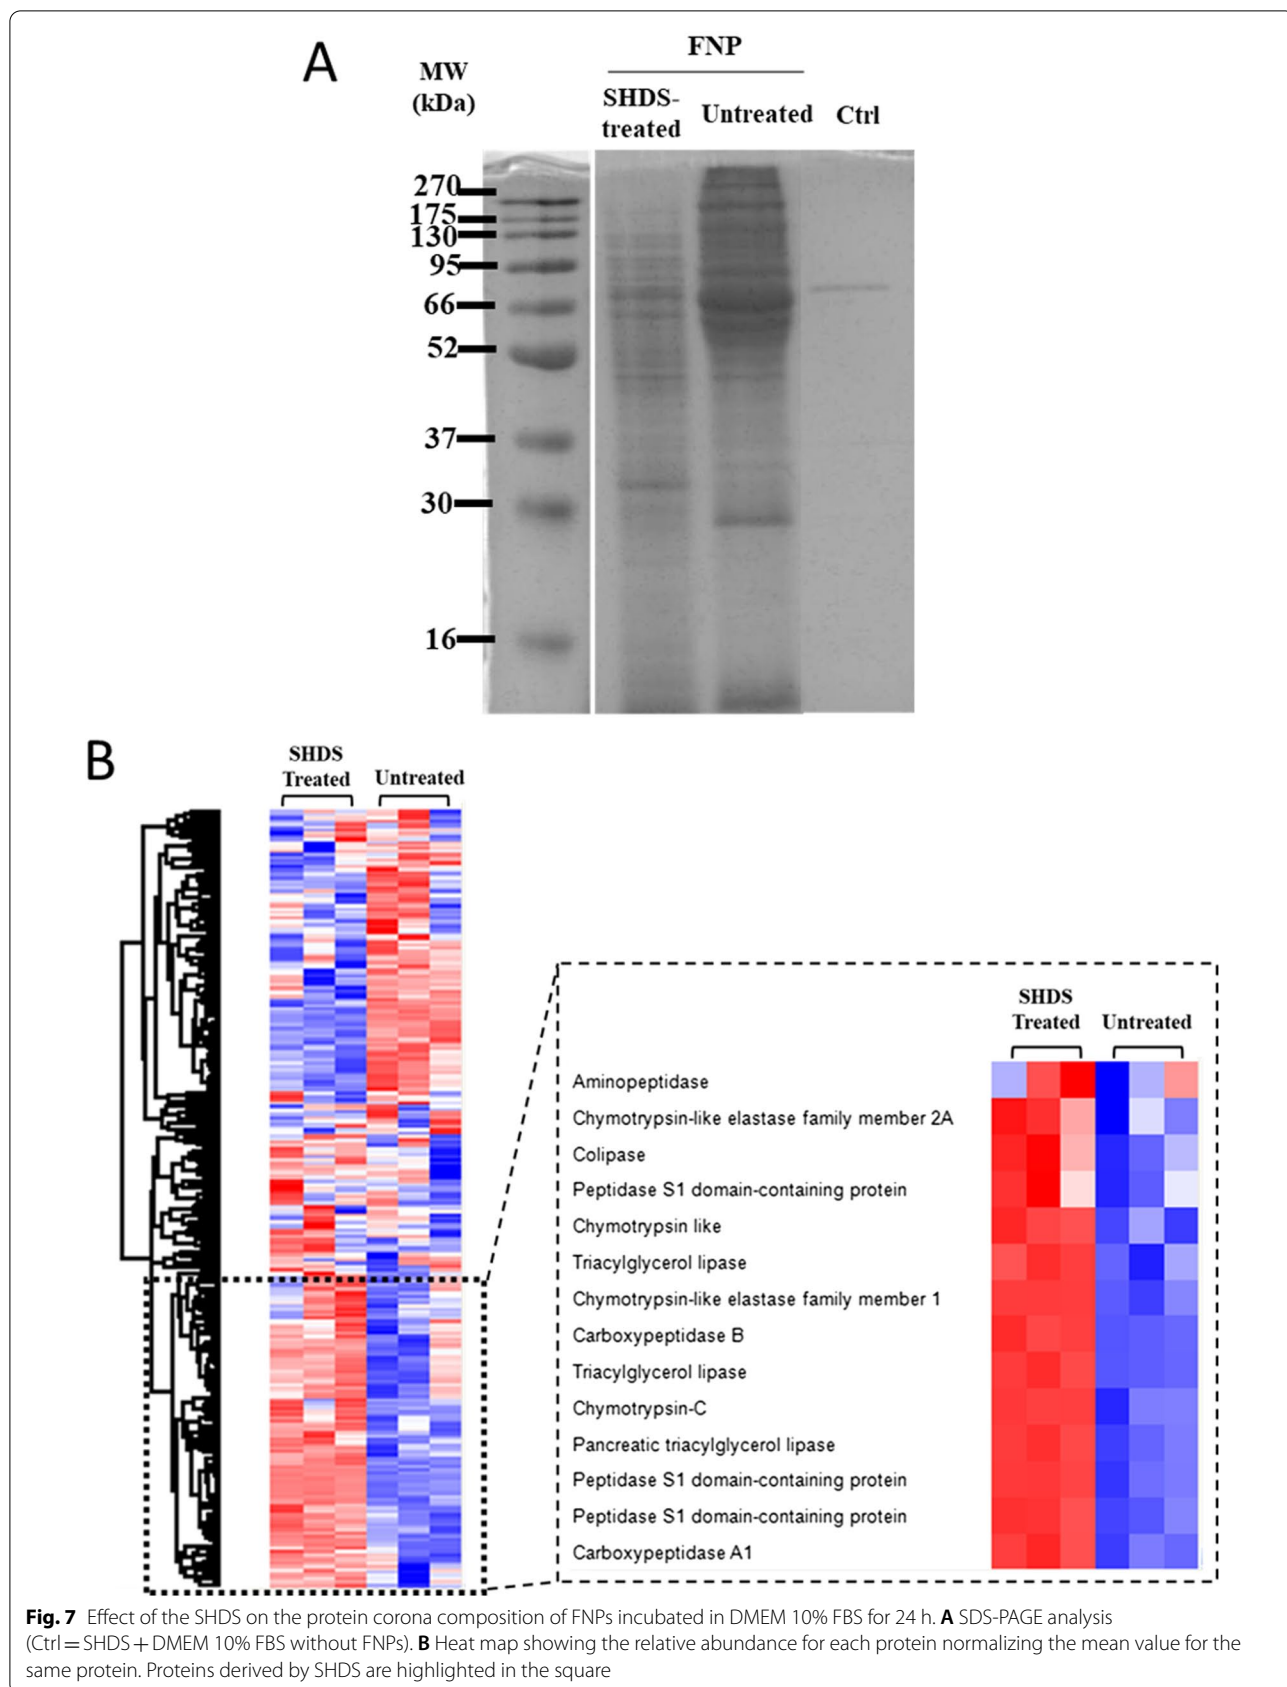 A
FNP
MW
(kDa)
SHDS-
treated
Untreated
Ctrl
270
175
130
95
66
52
37
30
16
B
SHDS
Treated
Untreated
SHDS
Treated
Untreated
Aminopeptidase
Chymotrypsin-like elastase family member 2A
Colipase
Peptidase S1 domain-containing protein
Chymotrypsin like
Triacylglycerol lipase
Chymotrypsin-like elastase family member 1
Carboxypeptidase B
Triacylglycerol lipase
Chymotrypsin-C
Pancreatic triacylglycerol lipase
Peptidase S1 domain-containing protein
Peptidase S1 domain-containing protein
Carboxypeptidase A1
Fig. 7 Effect of the SHDS on the protein corona composition of FNPs incubated in DMEM 10% FBS for 24 h. A SDS-PAGE analysis
(Ctrl = SHDS + DMEM 10% FBS without FNPs). B Heat map showing the relative abundance for each protein normalizing the mean value for the
same protein. Proteins derived by SHDS are highlighted in the square